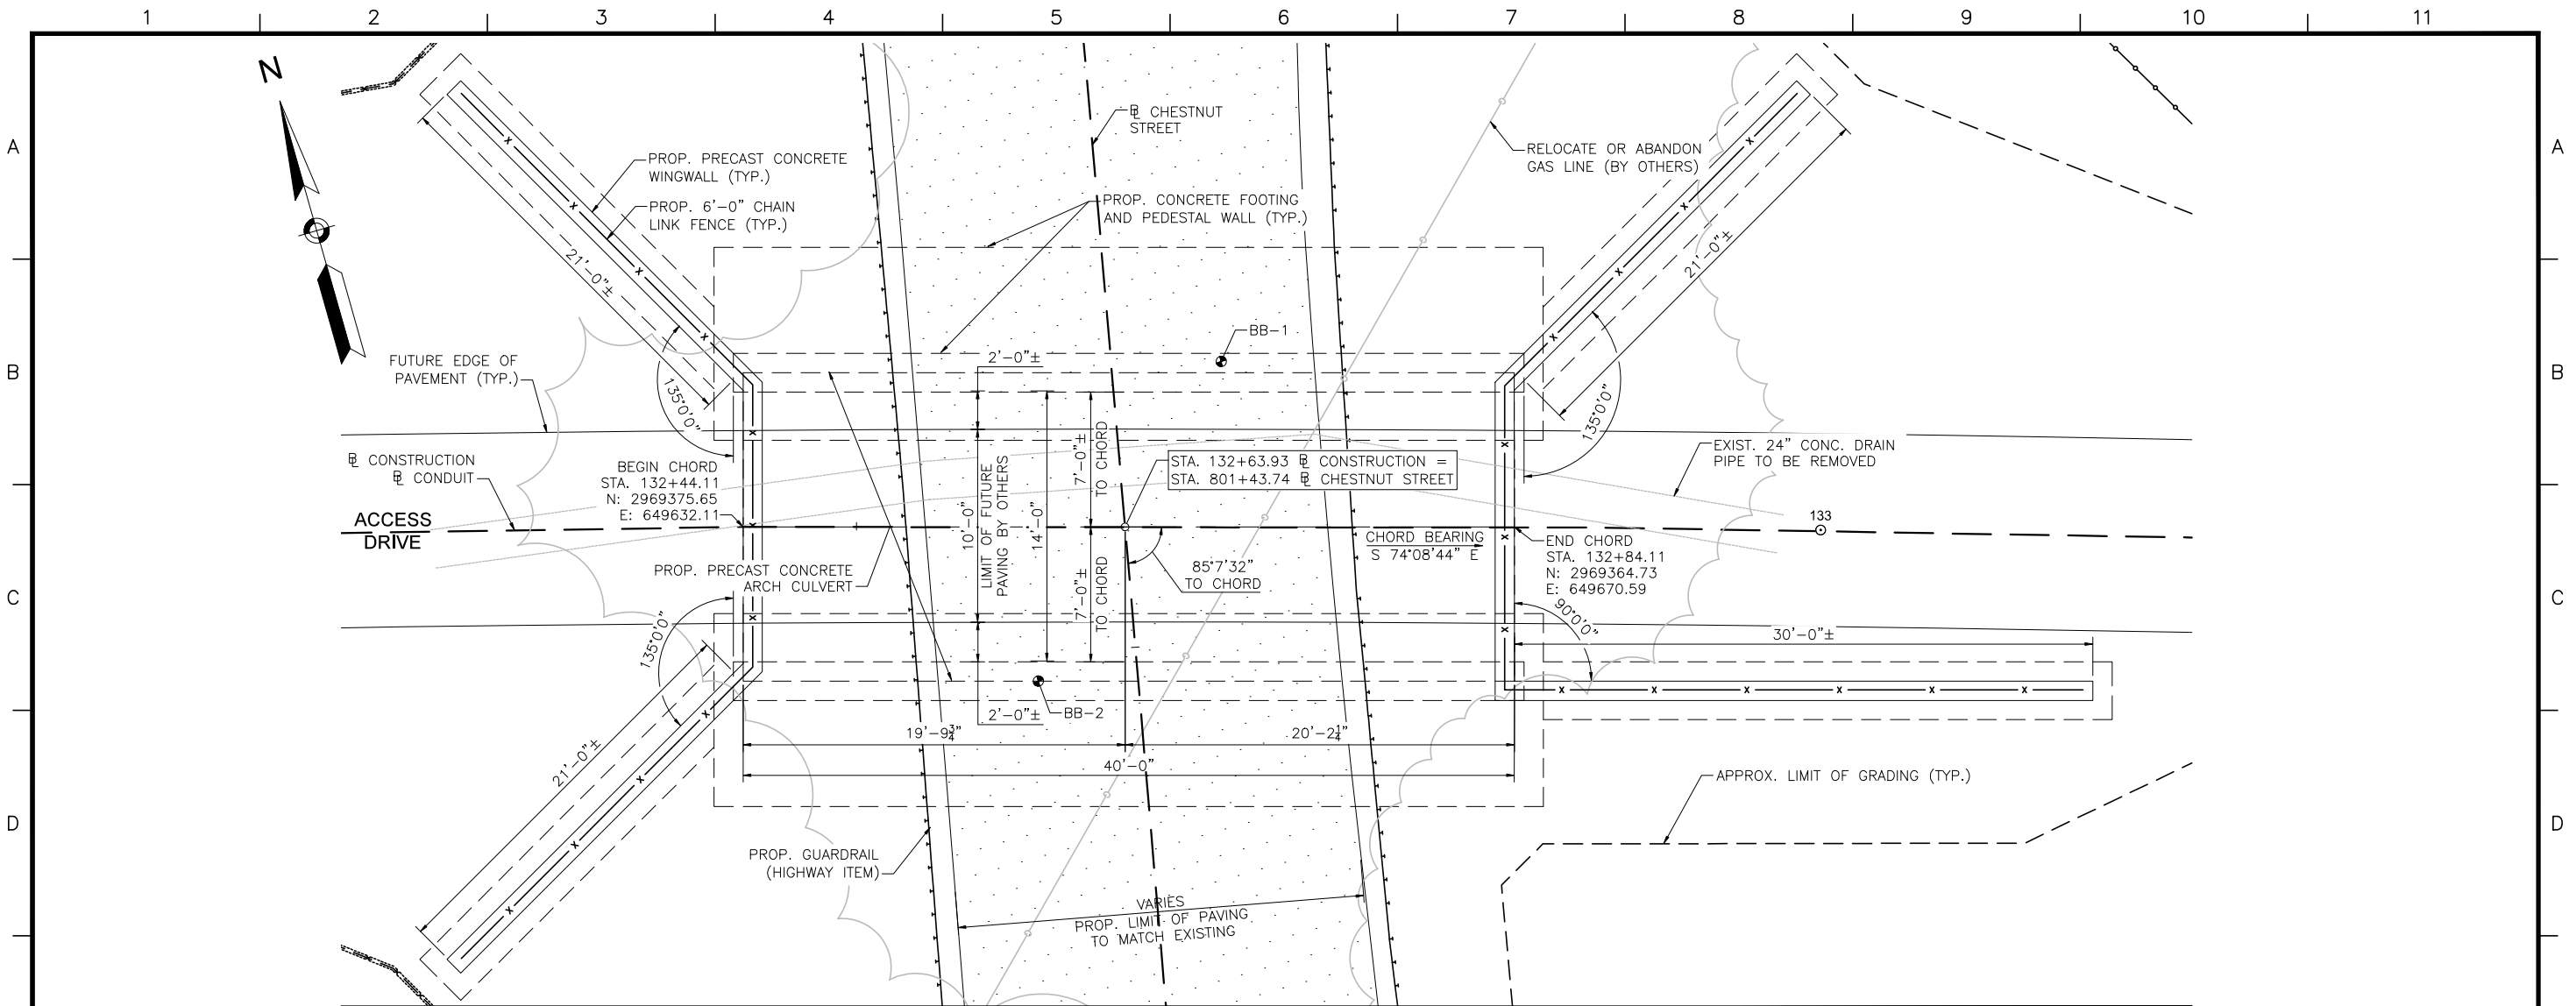 1 2 3 4 5 6 7 8 9 10 11
A
B
C
D
A
B
C
D
N
PROP. PRECAST CONCRETE
WINGWALL (TYP.)
PROP. 6'-0" CHAIN
LINK FENCE (TYP.)
21'-0"±
℄ CHESTNUT
STREET
PROP. CONCRETE FOOTING
AND PEDESTAL WALL (TYP.)
RELOCATE OR ABANDON
GAS LINE (BY OTHERS)
21'-0"±
FUTURE EDGE OF
PAVEMENT (TYP.)
135°0'0"
2'-0"±
BB-1
135°0'0"
℄ CONSTRUCTION
℄ CONDUIT
BEGIN CHORD
STA. 132+44.11
N: 2969375.65
E: 649632.11
ACCESS
DRIVE
10'-0"
LIMIT OF FUTURE
PAVING BY OTHERS
14'-0"
7'-0"±
TO CHORD
7'-0"±
TO CHORD
STA. 132+63.93 ℄ CONSTRUCTION =
STA. 801+43.74 ℄ CHESTNUT STREET
EXIST. 24" CONC. DRAIN
PIPE TO BE REMOVED
133
CHORD BEARING
S 74°08'44" E
END CHORD
STA. 132+84.11
N: 2969364.73
E: 649670.59
PROP. PRECAST CONCRETE
ARCH CULVERT
85°7'32"
TO CHORD
135°0'0"
90°0'0"
30'-0"±
21'-0"±
2'-0"±
BB-2
19'-9¾"
20'-2¼"
40'-0"
APPROX. LIMIT OF GRADING (TYP.)
PROP. GUARDRAIL
(HIGHWAY ITEM)
VARIES
PROP. LIMIT OF PAVING
TO MATCH EXISTING